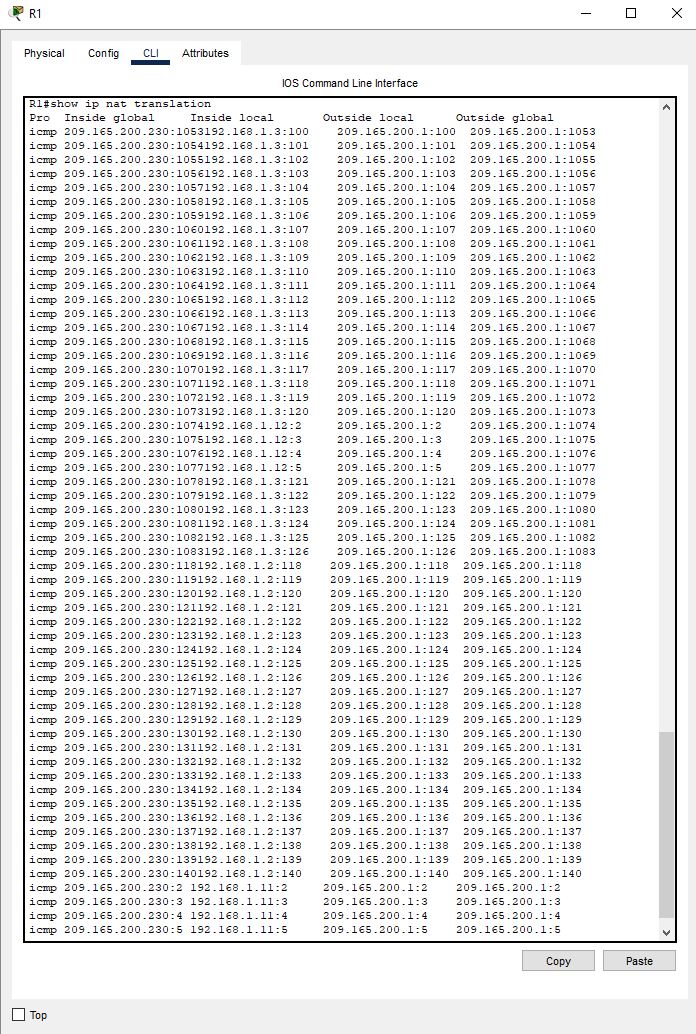 R1
Physical Config CLI Attributes
IOS Command Line Interface
R1#show ip nat translation
Pro Inside global Inside local Outside local Outside global
icmp 209.165.200.230:1053192.168.1.3:100 209.165.200.1:100 209.165.200.1:1053
icmp 209.165.200.230:1054192.168.1.3:101 209.165.200.1:101 209.165.200.1:1054
icmp 209.165.200.230:1055192.168.1.3:102 209.165.200.1:102 209.165.200.1:1055
icmp 209.165.200.230:1056192.168.1.3:103 209.165.200.1:103 209.165.200.1:1056
icmp 209.165.200.230:1057192.168.1.3:104 209.165.200.1:104 209.165.200.1:1057
icmp 209.165.200.230:1058192.168.1.3:105 209.165.200.1:105 209.165.200.1:1058
icmp 209.165.200.230:1059192.168.1.3:106 209.165.200.1:106 209.165.200.1:1059
icmp 209.165.200.230:1060192.168.1.3:107 209.165.200.1:107 209.165.200.1:1060
icmp 209.165.200.230:1061192.168.1.3:108 209.165.200.1:108 209.165.200.1:1061
icmp 209.165.200.230:1062192.168.1.3:109 209.165.200.1:109 209.165.200.1:1062
icmp 209.165.200.230:1063192.168.1.3:110 209.165.200.1:110 209.165.200.1:1063
icmp 209.165.200.230:1064192.168.1.3:111 209.165.200.1:111 209.165.200.1:1064
icmp 209.165.200.230:1065192.168.1.3:112 209.165.200.1:112 209.165.200.1:1065
icmp 209.165.200.230:1066192.168.1.3:113 209.165.200.1:113 209.165.200.1:1066
icmp 209.165.200.230:1067192.168.1.3:114 209.165.200.1:114 209.165.200.1:1067
icmp 209.165.200.230:1068192.168.1.3:115 209.165.200.1:115 209.165.200.1:1068
icmp 209.165.200.230:1069192.168.1.3:116 209.165.200.1:116 209.165.200.1:1069
icmp 209.165.200.230:1070192.168.1.3:117 209.165.200.1:117 209.165.200.1:1070
icmp 209.165.200.230:1071192.168.1.3:118 209.165.200.1:118 209.165.200.1:1071
icmp 209.165.200.230:1072192.168.1.3:119 209.165.200.1:119 209.165.200.1:1072
icmp 209.165.200.230:1073192.168.1.3:120 209.165.200.1:120 209.165.200.1:1073
icmp 209.165.200.230:1074192.168.1.12:2 209.165.200.1:2 209.165.200.1:1074
icmp 209.165.200.230:1075192.168.1.12:3 209.165.200.1:3 209.165.200.1:1075
icmp 209.165.200.230:1076192.168.1.12:4 209.165.200.1:4 209.165.200.1:1076
icmp 209.165.200.230:1077192.168.1.12:5 209.165.200.1:5 209.165.200.1:1077
icmp 209.165.200.230:1078192.168.1.3:121 209.165.200.1:121 209.165.200.1:1078
icmp 209.165.200.230:1079192.168.1.3:122 209.165.200.1:122 209.165.200.1:1079
icmp 209.165.200.230:1080192.168.1.3:123 209.165.200.1:123 209.165.200.1:1080
icmp 209.165.200.230:1081192.168.1.3:124 209.165.200.1:124 209.165.200.1:1081
icmp 209.165.200.230:1082192.168.1.3:125 209.165.200.1:125 209.165.200.1:1082
icmp 209.165.200.230:1083192.168.1.3:126 209.165.200.1:126 209.165.200.1:1083
icmp 209.165.200.230:118192.168.1.2:118 209.165.200.1:118 209.165.200.1:118
icmp 209.165.200.230:119192.168.1.2:119 209.165.200.1:119 209.165.200.1:119
icmp 209.165.200.230:120192.168.1.2:120 209.165.200.1:120 209.165.200.1:120
icmp 209.165.200.230:121192.168.1.2:121 209.165.200.1:121 209.165.200.1:121
icmp 209.165.200.230:122192.168.1.2:122 209.165.200.1:122 209.165.200.1:122
icmp 209.165.200.230:123192.168.1.2:123 209.165.200.1:123 209.165.200.1:123
icmp 209.165.200.230:124192.168.1.2:124 209.165.200.1:124 209.165.200.1:124
icmp 209.165.200.230:125192.168.1.2:125 209.165.200.1:125 209.165.200.1:125
icmp 209.165.200.230:126192.168.1.2:126 209.165.200.1:126 209.165.200.1:126
icmp 209.165.200.230:127192.168.1.2:127 209.165.200.1:127 209.165.200.1:127
icmp 209.165.200.230:128192.168.1.2:128 209.165.200.1:128 209.165.200.1:128
icmp 209.165.200.230:129192.168.1.2:129 209.165.200.1:129 209.165.200.1:129
icmp 209.165.200.230:130192.168.1.2:130 209.165.200.1:130 209.165.200.1:130
icmp 209.165.200.230:131192.168.1.2:131 209.165.200.1:131 209.165.200.1:131
icmp 209.165.200.230:132192.168.1.2:132 209.165.200.1:132 209.165.200.1:132
icmp 209.165.200.230:133192.168.1.2:133 209.165.200.1:133 209.165.200.1:133
icmp 209.165.200.230:134192.168.1.2:134 209.165.200.1:134 209.165.200.1:134
icmp 209.165.200.230:135192.168.1.2:135 209.165.200.1:135 209.165.200.1:135
icmp 209.165.200.230:136192.168.1.2:136 209.165.200.1:136 209.165.200.1:136
icmp 209.165.200.230:137192.168.1.2:137 209.165.200.1:137 209.165.200.1:137
icmp 209.165.200.230:138192.168.1.2:138 209.165.200.1:138 209.165.200.1:138
icmp 209.165.200.230:139192.168.1.2:139 209.165.200.1:139 209.165.200.1:139
icmp 209.165.200.230:140192.168.1.2:140 209.165.200.1:140 209.165.200.1:140
icmp 209.165.200.230:2 192.168.1.11:2 209.165.200.1:2 209.165.200.1:2
icmp 209.165.200.230:3 192.168.1.11:3 209.165.200.1:3 209.165.200.1:3
icmp 209.165.200.230:4 192.168.1.11:4 209.165.200.1:4 209.165.200.1:4
icmp 209.165.200.230:5 192.168.1.11:5 209.165.200.1:5 209.165.200.1:5
Copy Paste
Top